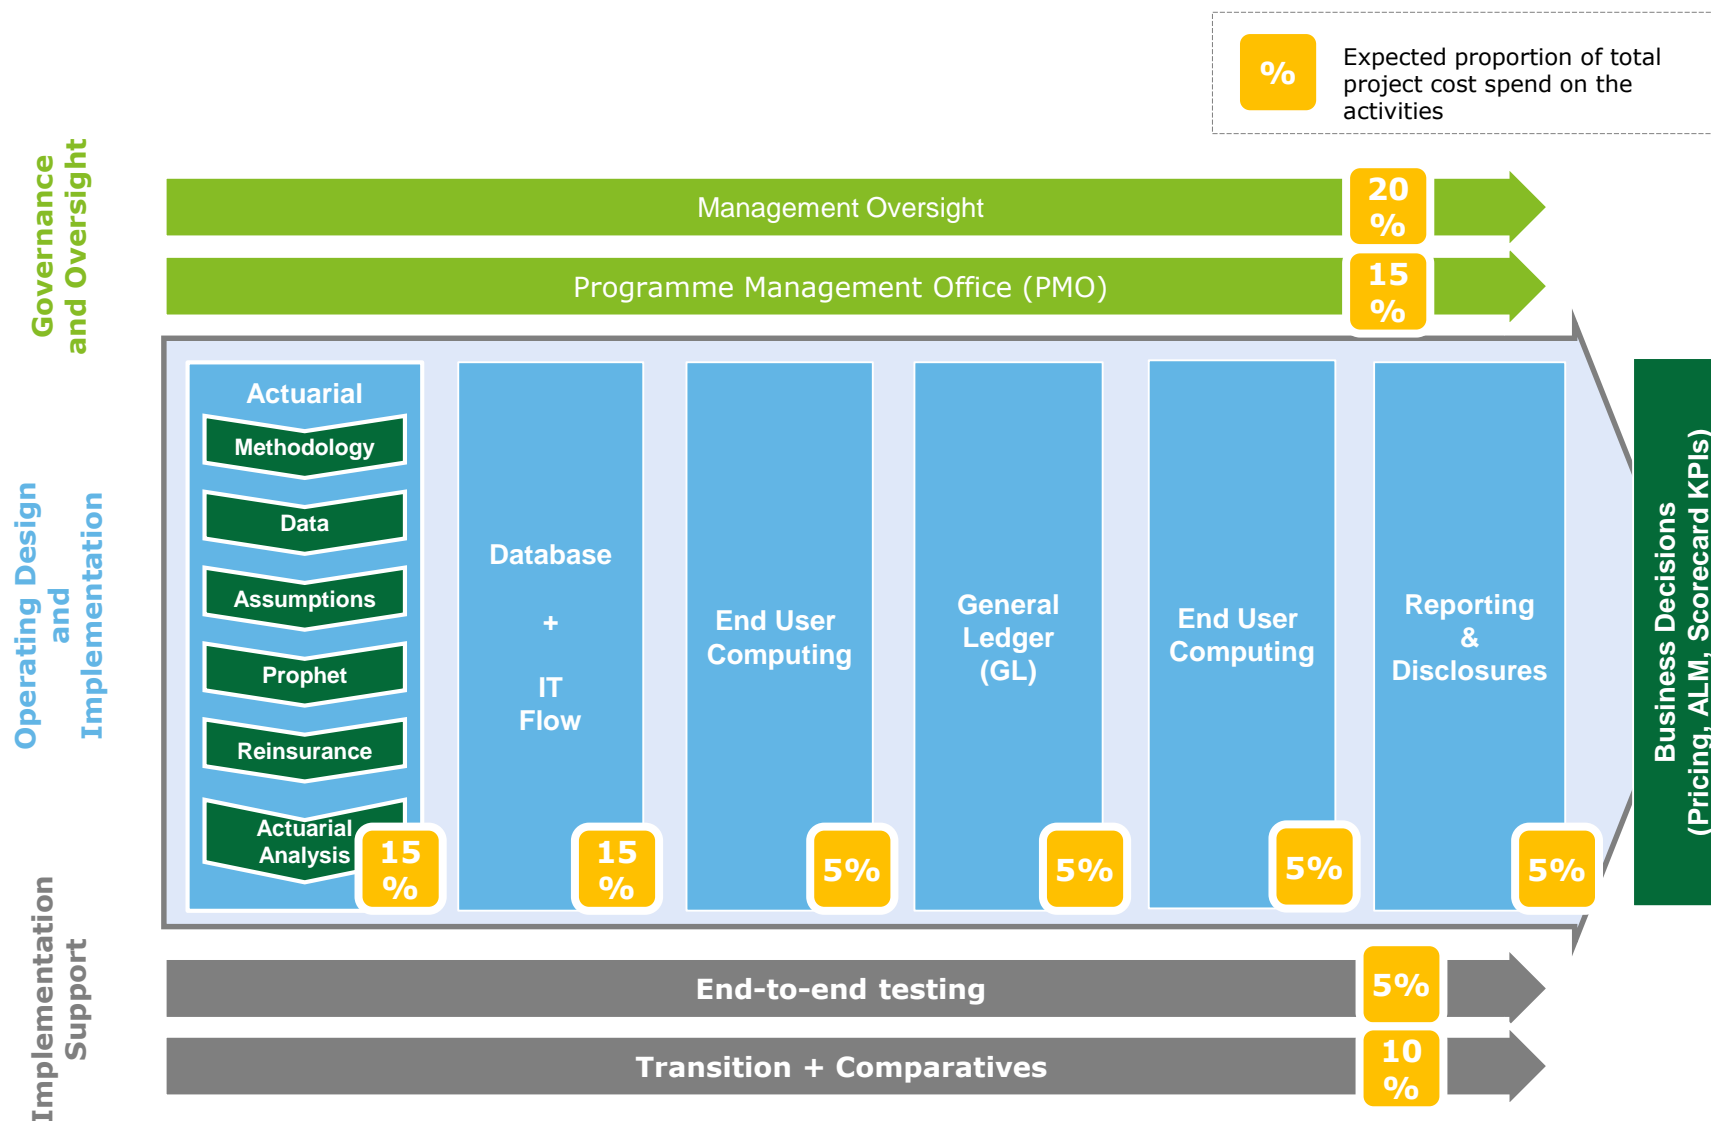 %
Expected proportion of total
project cost spend on the
activities
Governance
and Oversight
Management Oversight
20
%
Programme Management Office (PMO)
15
%
Operating Design
and
Implementation
Actuarial
Methodology
Data
Assumptions
Prophet
Reinsurance
Actuarial
Analysis
15
%
Database
+
IT
Flow
15
%
End User
Computing
5%
General
Ledger
(GL)
5%
End User
Computing
5%
Reporting
&
Disclosures
5%
Business Decisions
(Pricing, ALM, Scorecard KPIs)
Implementation
Support
End-to-end testing
5%
Transition + Comparatives
10
%